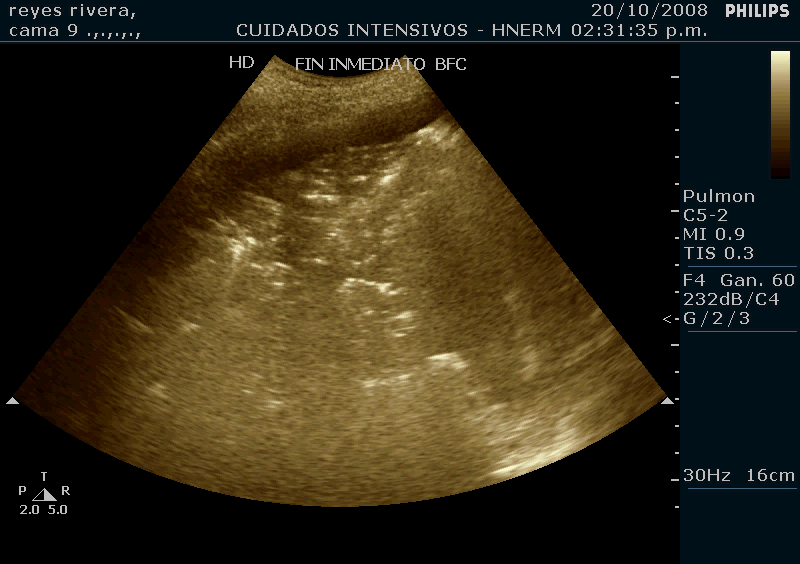 reyes rivera,
20/10/2008 PHILIPS
cama 9 .,.,.,.,
CUIDADOS INTENSIVOS - HNERM 02:31:35 p.m.
HD FIN INMEDIATO BFC
Pulmon
C5-2
MI 0.9
TIS 0.3
F4 Gan. 60
232dB/C4
G/2/3
30Hz 16cm
T
P R
2.0 5.0